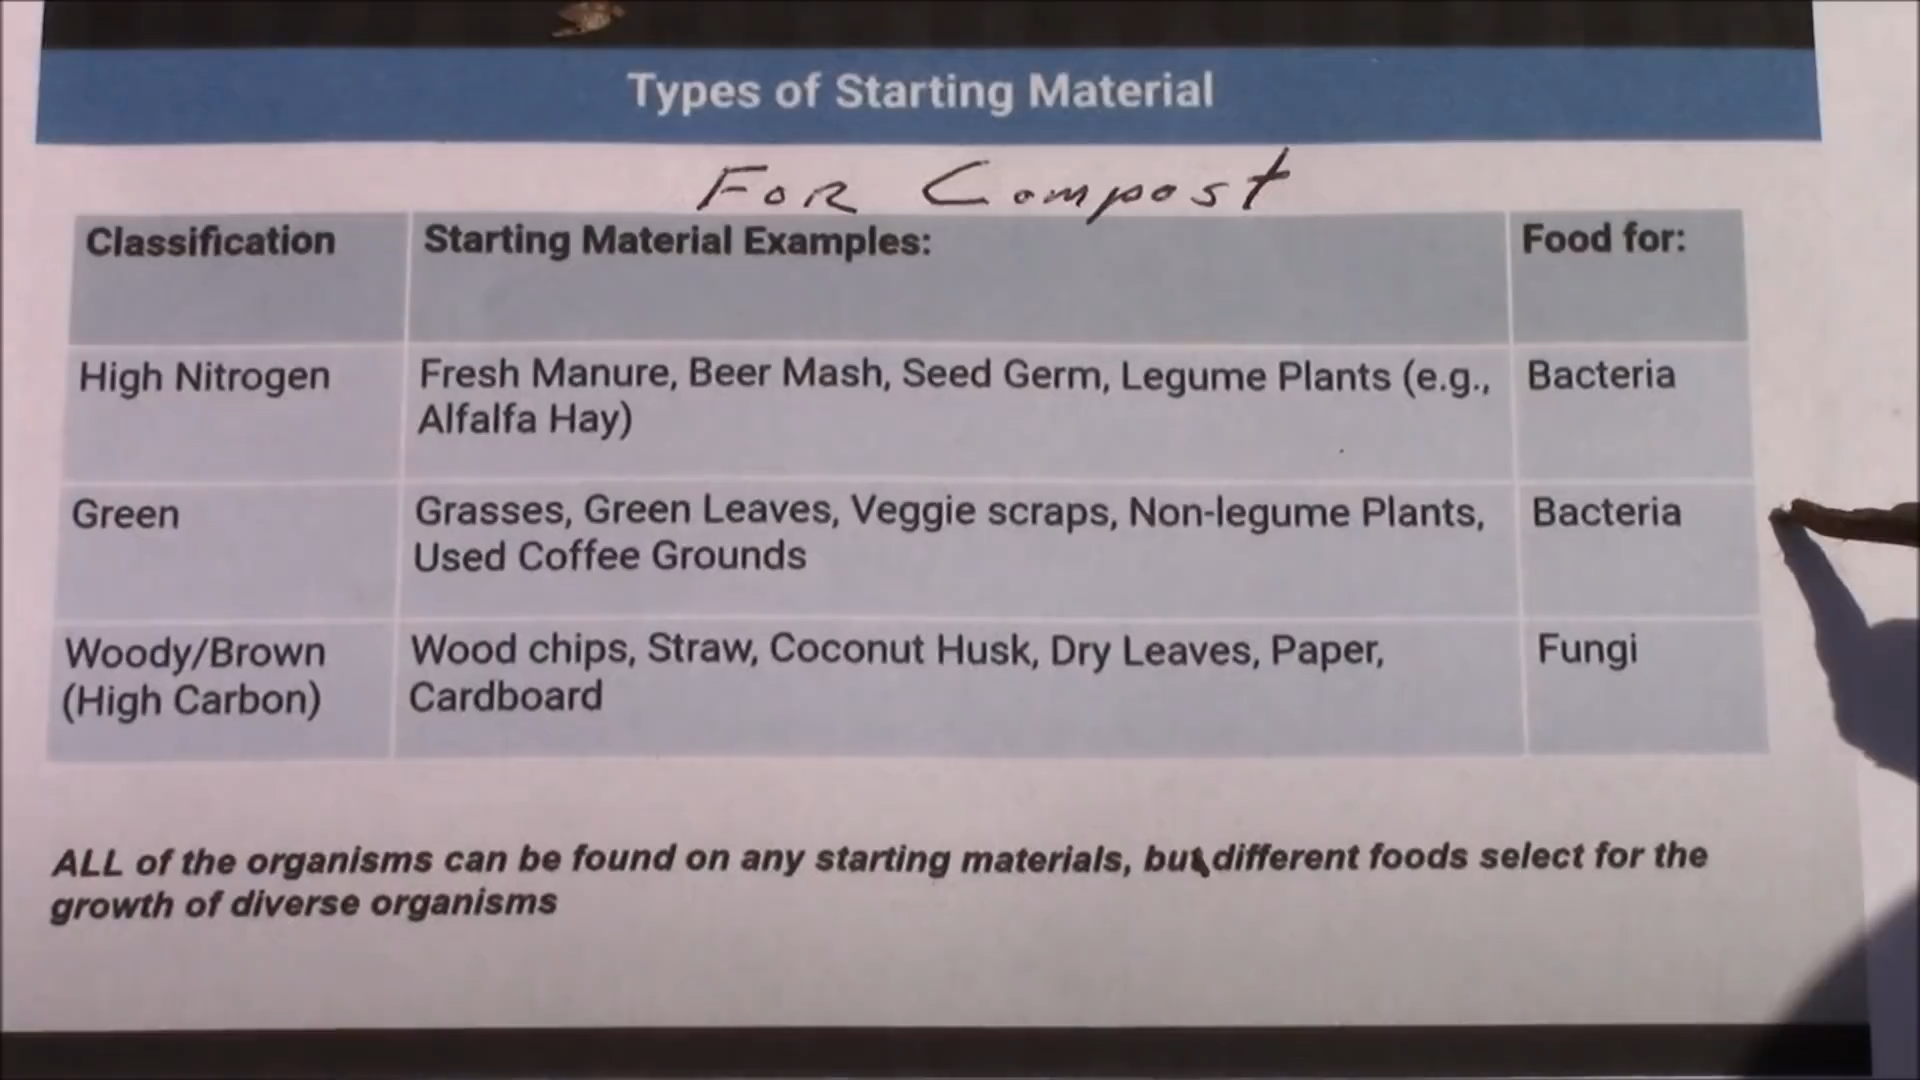 Types of Starting Material
For Compost
Classification
Starting Material Examples:
Food for:
High Nitrogen
Fresh Manure, Beer Mash, Seed Germ, Legume Plants (e.g.,
Alfalfa Hay)
Bacteria
Green
Grasses, Green Leaves, Veggie scraps, Non-legume Plants,
Used Coffee Grounds
Bacteria
Woody/Brown
(High Carbon)
Wood chips, Straw, Coconut Husk, Dry Leaves, Paper,
Cardboard
Fungi
ALL of the organisms can be found on any starting materials, but different foods select for the
growth of diverse organisms